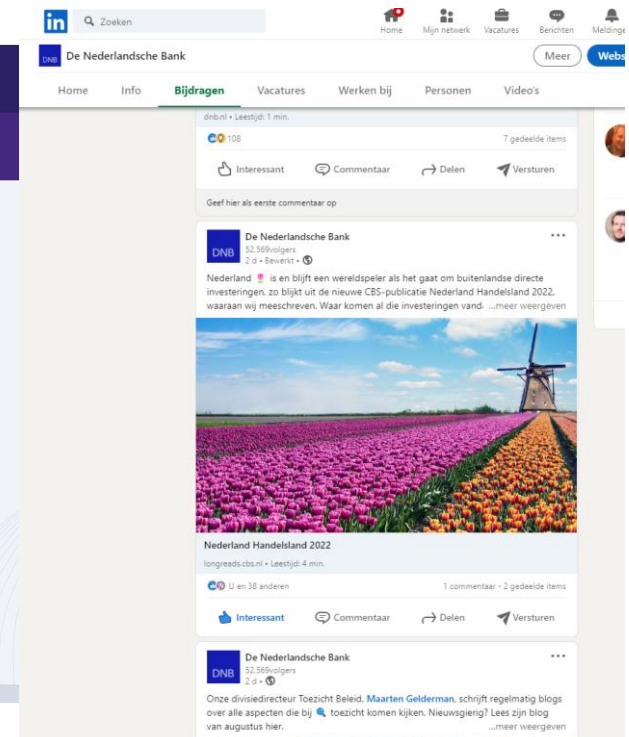 in
Zoeken
Home
Mijn netwerk
Vacatures
Berichten
Meldinge
DNB
De Nederlandsche Bank
Meer
Webs
Home
Info
Bijdragen
Vacatures
Werken bij
Personen
Video's
dnb.nl • Leestijd: 1 min.
108
7 gedeelde items
Interessant
Commentaar
Delen
Versturen
Geef hier als eerste commentaar op
DNB
De Nederlandsche Bank
52.569volgers
2 d • Bewerkt •
Nederland 🌷 is en blijft een wereldspeler als het gaat om buitenlandse directe
investeringen, zo blijkt uit de nieuwe CBS-publicatie Nederland Handelsland 2022,
waaraan wij meeschreven. Waar komen al die investeringen vand. ...meer weergeven
Nederland Handelsland 2022
longreads.cbs.nl • Leestijd: 4 min.
U en 38 anderen
1 commentaar • 2 gedeelde items
Interessant
Commentaar
Delen
Versturen
DNB
De Nederlandsche Bank
52.569volgers
2 d •
Onze divisiedirecteur Toezicht Beleid, Maarten Gelderman, schrijft regelmatig blogs
over alle aspecten die bij 🔍 toezicht komen kijken. Nieuwsgierig? Lees zijn blog
van augustus hier.
...meer weergeven